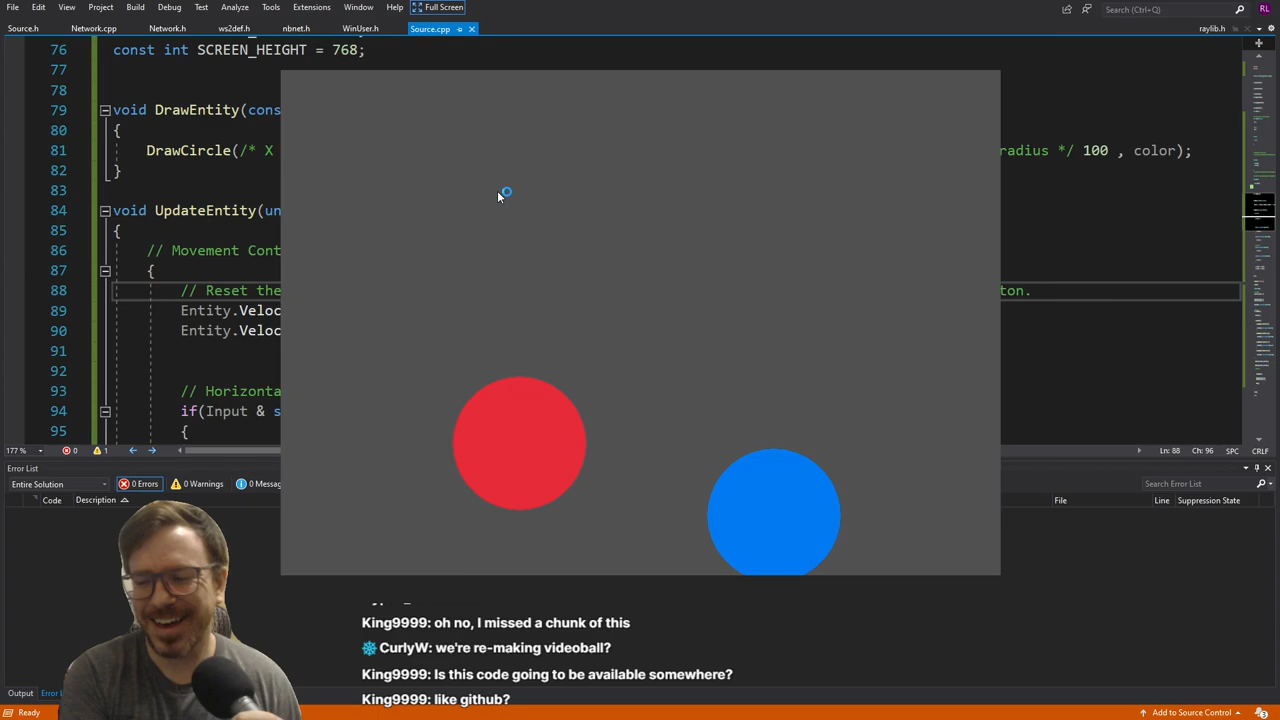 File Edit View Project Build Debug Test Analyze Tools Extensions Window Help Full Screen Search (Ctrl+Q) RL
Source.h Network.cpp Network.h ws2def.h nbnet.h WinUser.h Source.cpp raylib.h
76 const int SCREEN_HEIGHT = 768;
77
78
79 void DrawEntity(cons
80 {
81 DrawCircle(/* X radius */ 100 , color);
82 }
83
84 void UpdateEntity(un
85 {
86 // Movement Cont
87 {
88 // Reset the ton.
89 Entity.Veloc
90 Entity.Veloc
91
92
93 // Horizonta
94 if(Input & s
95 {
177 % 0 1 Ln: 88 Ch: 96 SPC CRLF
Error List
Entire Solution 0 Errors 0 Warnings 0 Messa Search Error List
Code Description File Line Suppression State
King9999: oh no, I missed a chunk of this
CurlyW: we're re-making videoball?
King9999: Is this code going to be available somewhere?
King9999: like github?
Output Error L
Ready Add to Source Control 3